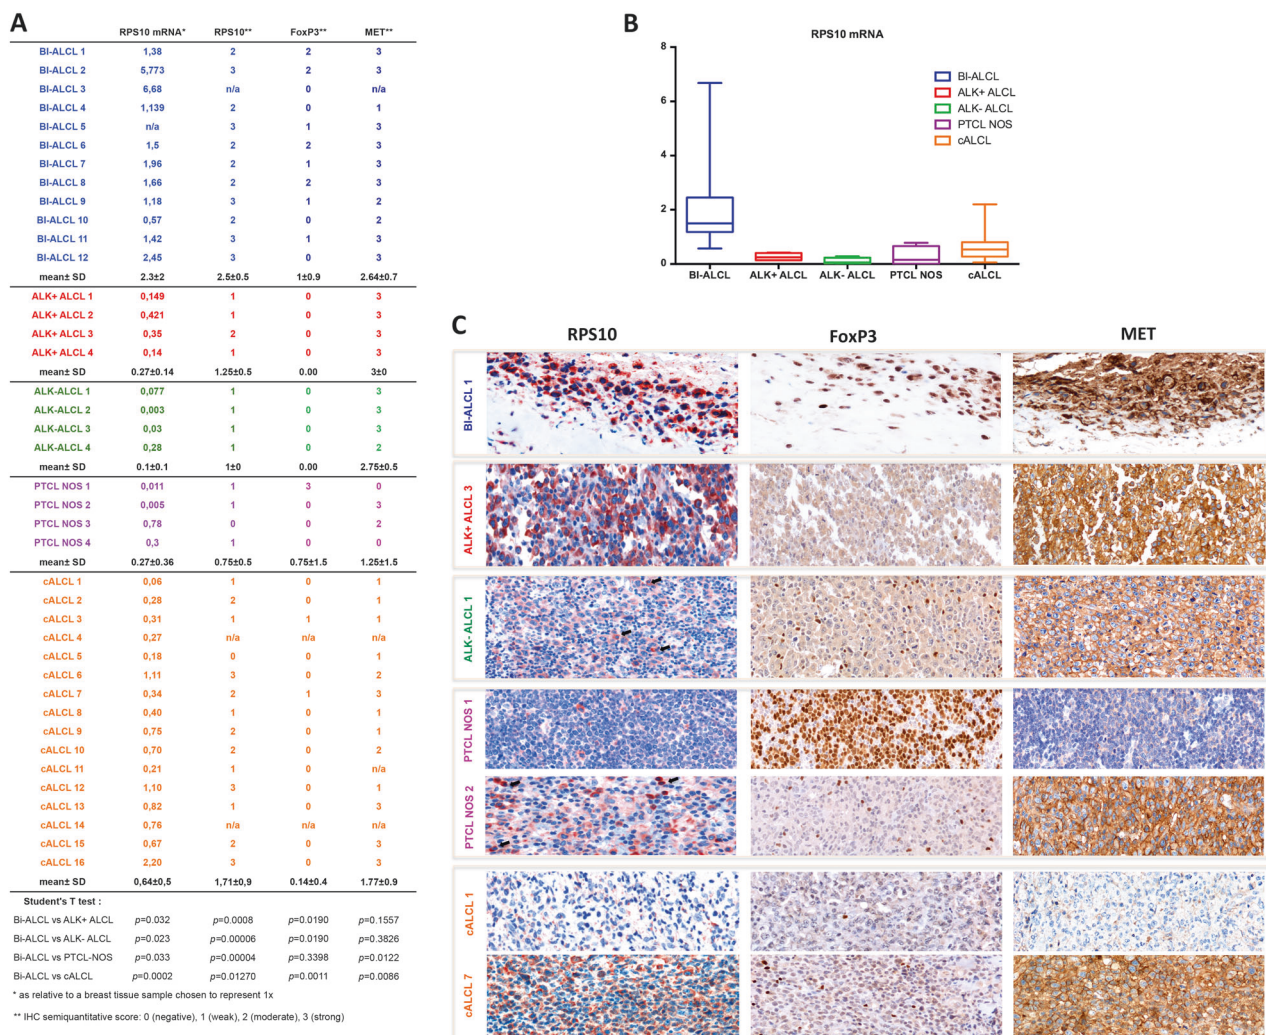 A
RPS10 mRNA* RPS10** FoxP3** MET**
BI-ALCL 1 1,38 2 2 3
BI-ALCL 2 5,773 3 2 3
BI-ALCL 3 6,68 n/a 0 n/a
BI-ALCL 4 1,139 2 0 1
BI-ALCL 5 n/a 3 1 3
BI-ALCL 6 1,5 2 2 3
BI-ALCL 7 1,96 2 1 3
BI-ALCL 8 1,66 2 2 3
BI-ALCL 9 1,18 3 1 2
BI-ALCL 10 0,57 2 0 2
BI-ALCL 11 1,42 3 1 3
BI-ALCL 12 2,45 3 0 3
mean± SD 2.3±2 2.5±0.5 1±0.9 2.64±0.7
ALK+ ALCL 1 0,149 1 0 3
ALK+ ALCL 2 0,421 1 0 3
ALK+ ALCL 3 0,35 2 0 3
ALK+ ALCL 4 0,14 1 0 3
mean± SD 0.27±0.14 1.25±0.5 0.00 3±0
ALK-ALCL 1 0,077 1 0 3
ALK-ALCL 2 0,003 1 0 3
ALK-ALCL 3 0,03 1 0 3
ALK-ALCL 4 0,28 1 0 2
mean± SD 0.1±0.1 1±0 0.00 2.75±0.5
PTCL NOS 1 0,011 1 3 0
PTCL NOS 2 0,005 1 0 3
PTCL NOS 3 0,78 0 0 2
PTCL NOS 4 0,3 1 0 0
mean± SD 0.27±0.36 0.75±0.5 0.75±1.5 1.25±1.5
cALCL 1 0,06 1 0 1
cALCL 2 0,28 2 0 1
cALCL 3 0,31 1 1 1
cALCL 4 0,27 n/a n/a n/a
cALCL 5 0,18 0 0 1
cALCL 6 1,11 3 0 2
cALCL 7 0,34 2 1 3
cALCL 8 0,40 1 0 1
cALCL 9 0,75 2 0 1
cALCL 10 0,70 2 0 2
cALCL 11 0,21 1 0 n/a
cALCL 12 1,10 3 0 1
cALCL 13 0,82 1 0 3
cALCL 14 0,76 n/a n/a n/a
cALCL 15 0,67 2 0 3
cALCL 16 2,20 3 0 3
mean± SD 0,64±0,5 1,71±0,9 0.14±0.4 1.77±0.9
Student's T test :
Bi-ALCL vs ALK+ ALCL p=0.032 p=0.0008 p=0.0190 p=0.1557
Bi-ALCL vs ALK- ALCL p=0.023 p=0.00006 p=0.0190 p=0.3826
Bi-ALCL vs PTCL-NOS p=0.033 p=0.00004 p=0.3398 p=0.0122
Bi-ALCL vs cALCL p=0.0002 p=0.01270 p=0.0011 p=0.0086
* as relative to a breast tissue sample chosen to represent 1x
** IHC semiquantitative score: 0 (negative), 1 (weak), 2 (moderate), 3 (strong)
B
RPS10 mRNA
8
6
4
2
0
BI-ALCL ALK+ ALCL ALK- ALCL PTCL NOS cALCL
BI-ALCL
ALK+ ALCL
ALK- ALCL
PTCL NOS
cALCL
C
RPS10 FoxP3 MET
BI-ALCL 1
ALK+ ALCL 3
ALK- ALCL 1
PTCL NOS 1
PTCL NOS 2
cALCL 1
cALCL 7